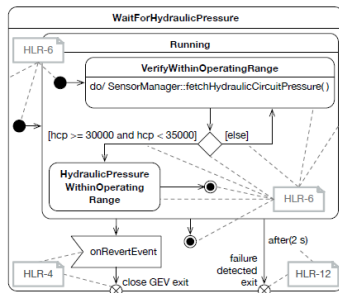 WaitForHydraulicPressure
HLR-6
Running
VerifyWithinOperatingRange
do/ SensorManager::fetchHydraulicCircuitPressure()
[hcp >= 30000 and hcp < 35000]
[else]
HydraulicPressure
WithinOperating
Range
HLR-6
onRevertEvent
after(2 s)
failure
detected
exit
HLR-4
close GEV exit
HLR-12